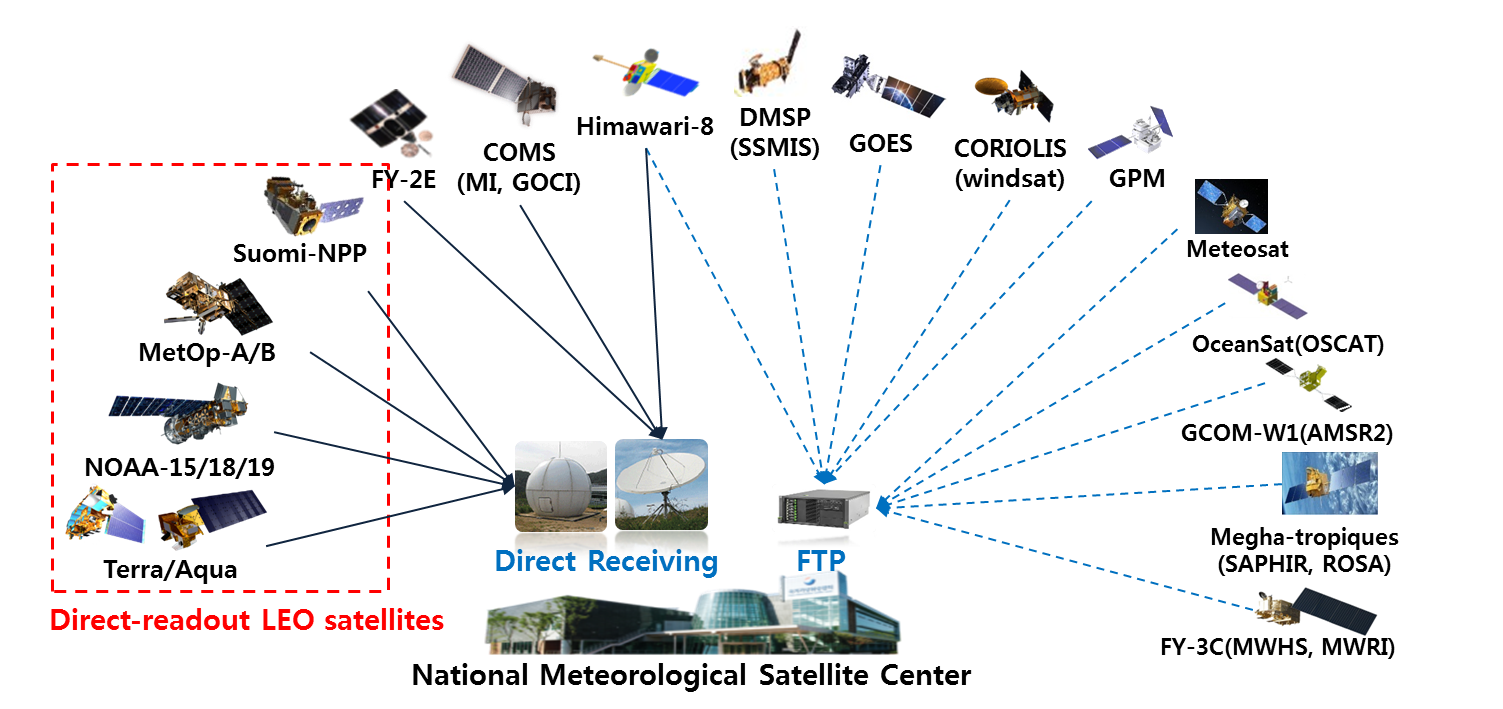 Himawari-8
DMSP
(SSMIS)
GOES
COMS
(MI, GOCI)
CORIOLIS
(windsat)
FY-2E
GPM
Suomi-NPP
Meteosat
MetOp-A/B
OceanSat(OSCAT)
NOAA-15/18/19
GCOM-W1(AMSR2)
Terra/Aqua
Megha-tropiques
(SAPHIR, ROSA)
Direct Receiving
FTP
Direct-readout LEO satellites
FY-3C(MWHS, MWRI)
National Meteorological Satellite Center